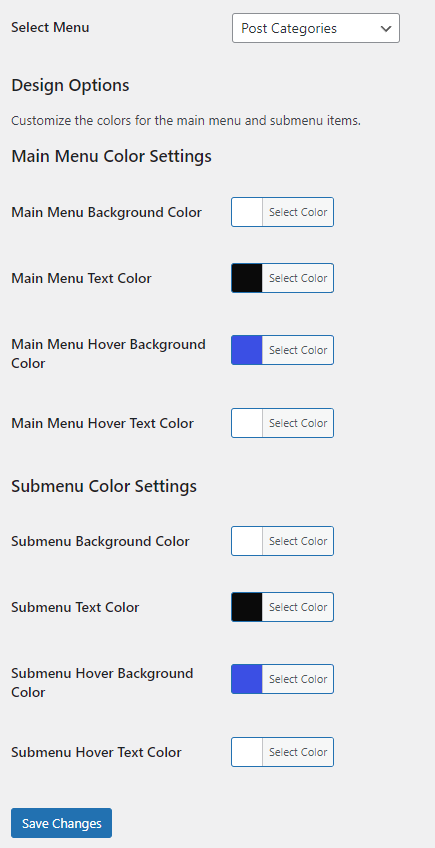 Select Menu Post Categories
Design Options
Customize the colors for the main menu and submenu items.
Main Menu Color Settings
Main Menu Background Color Select Color
Main Menu Text Color Select Color
Main Menu Hover Background
Color Select Color
Main Menu Hover Text Color Select Color
Submenu Color Settings
Submenu Background Color Select Color
Submenu Text Color Select Color
Submenu Hover Background
Color Select Color
Submenu Hover Text Color Select Color
Save Changes